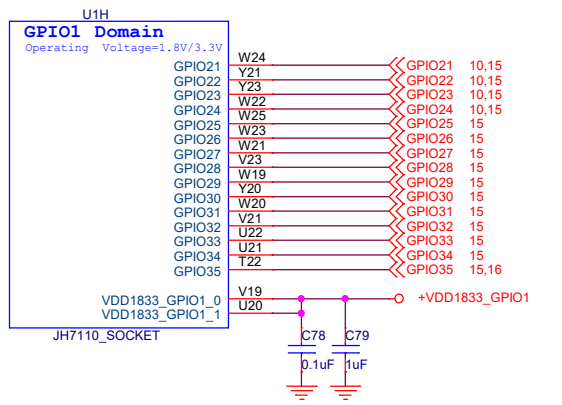 U1H
GPIO1 Domain
Operating Voltage=1.8V/3.3V
GPIO21 W24 GPIO21 10,15
GPIO22 Y21 GPIO22 10,15
GPIO23 Y23 GPIO23 10,15
GPIO24 W22 GPIO24 10,15
GPIO25 W25 GPIO25 15
GPIO26 W23 GPIO26 15
GPIO27 W21 GPIO27 15
GPIO28 V23 GPIO28 15
GPIO29 W19 GPIO29 15
GPIO30 Y20 GPIO30 15
GPIO31 W20 GPIO31 15
GPIO32 V21 GPIO32 15
GPIO33 U22 GPIO33 15
GPIO34 U21 GPIO34 15
GPIO35 T22 GPIO35 15,16
VDD1833_GPIO1_0 V19 +VDD1833_GPIO1
VDD1833_GPIO1_1 U20
JH7110_SOCKET C78 C79
0.1uF 1uF